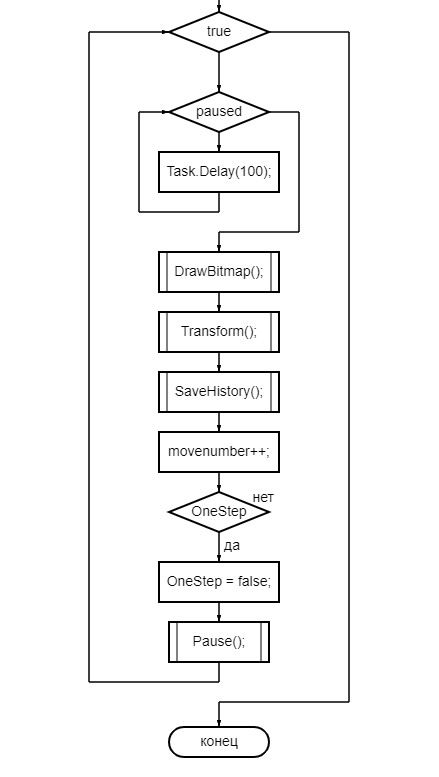 true
paused
Task.Delay(100);
DrawBitmap();
Transform();
SaveHistory();
movenumber++;
нет
OneStep
да
OneStep = false;
Pause();
конец